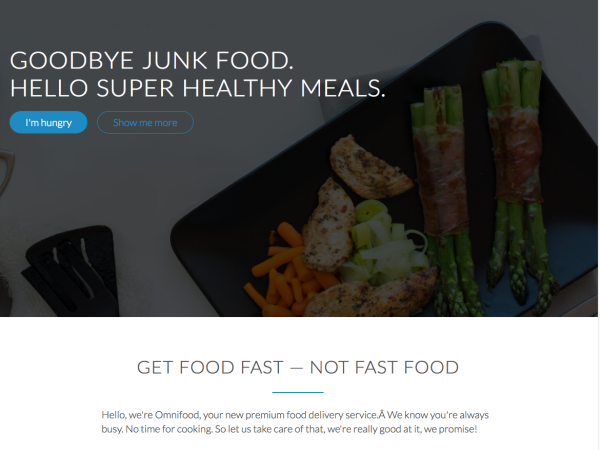 GOODBYE JUNK FOOD.
HELLO SUPER HEALTHY MEALS.
I'm hungry
Show me more
GET FOOD FAST — NOT FAST FOOD
Hello, we're Omnifood, your new premium food delivery service.Â We know you're always
busy. No time for cooking. So let us take care of that, we're really good at it, we promise!